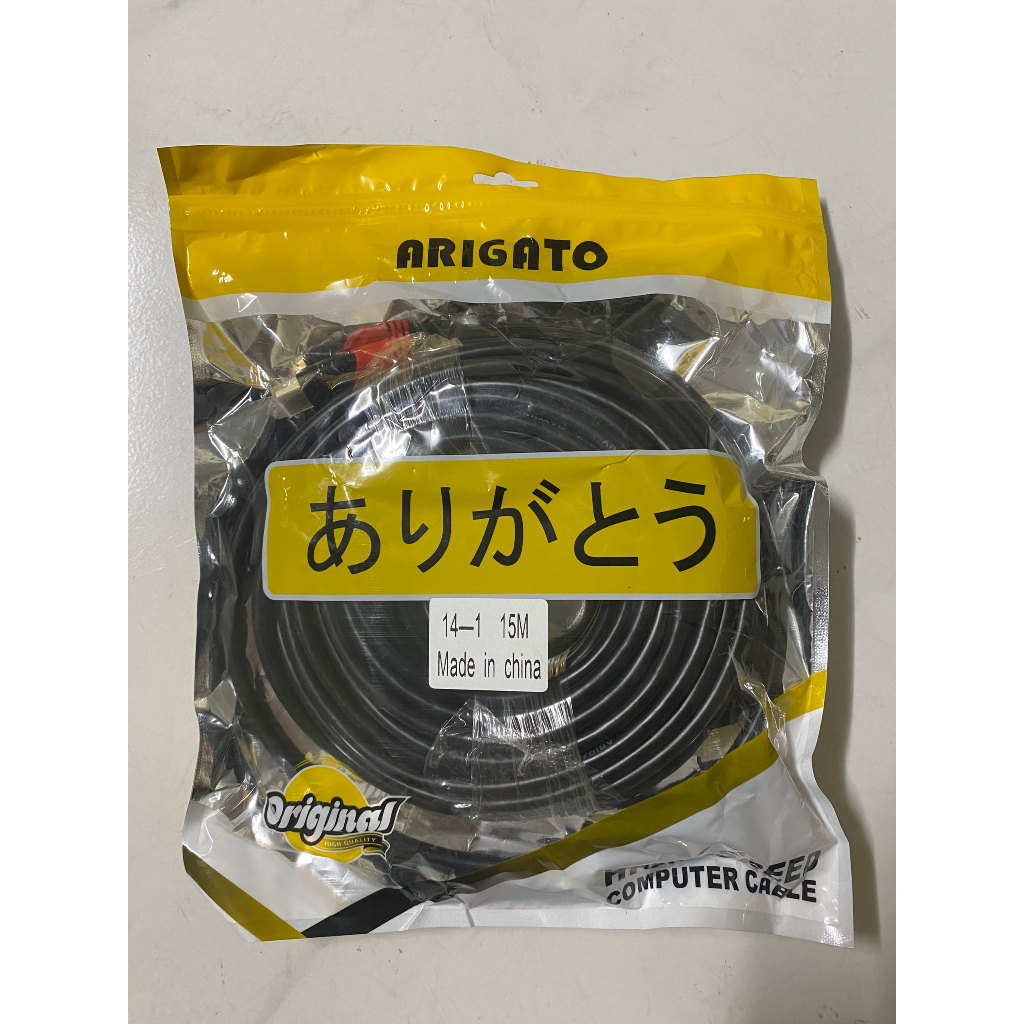 ARIGATO
ありがとう
14—1 15M
Made in china
Original
HIGH QUALITY
COMPUTER CABLE